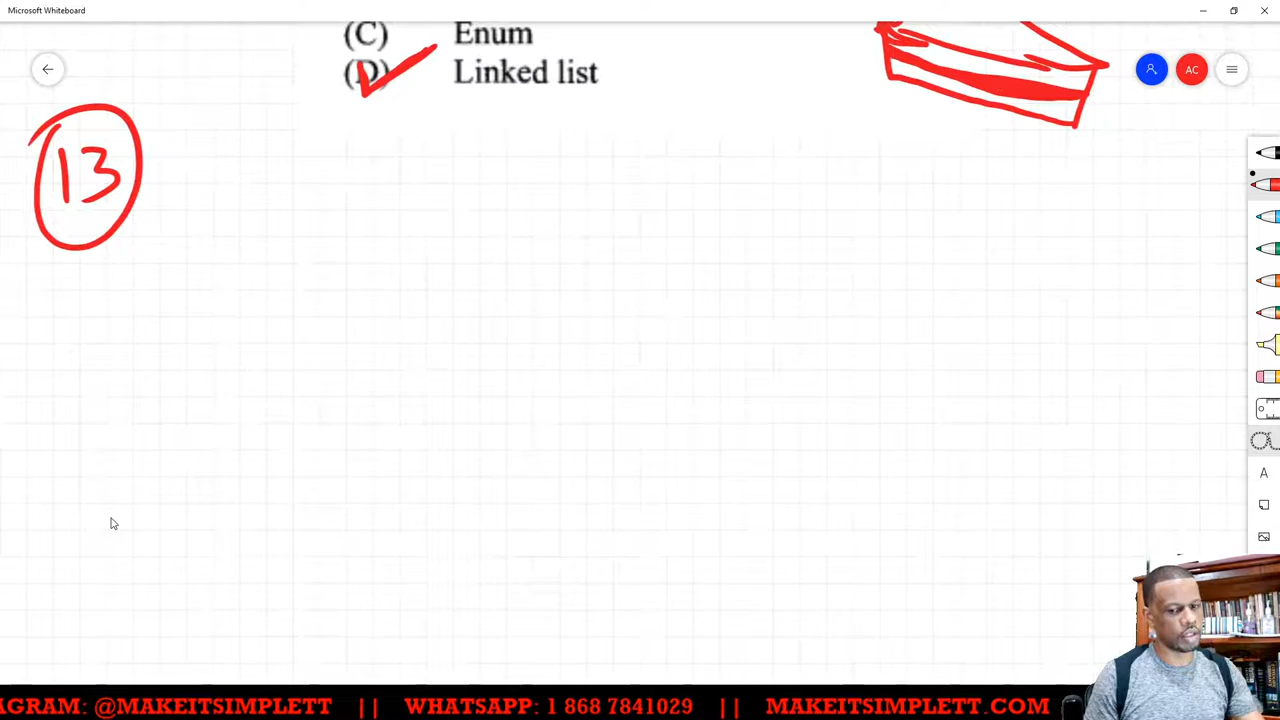 Microsoft Whiteboard
(C) Enum
(D) Linked list
AC
13
A
AGRAM: @MAKEITSIMPLETT || WHATSAPP: 1 868 7841029 || MAKEITSIMPLETT.COM